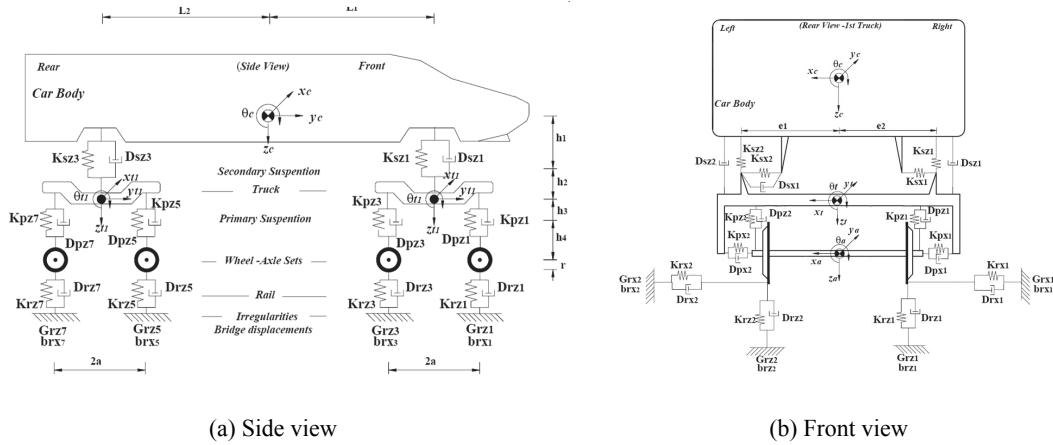 L2
L1
Rear
(Side View)
Front
Car Body
xc
θc
yc
zc
h1
Ksz3
Dsz3
Ksz1
Dsz1
Secondary Suspention
xt1
xt1
h2
θt1
yt1
Truck
θt1
yt1
Kpz7
Kpz5
zt1
Kpz3
zt1
Kpz1
h3
Primary Suspention
Dpz7
Dpz5
Dpz3
Dpz1
h4
Wheel -Axle Sets
r
Drz7
Drz5
Drz3
Drz1
Krz7
Krz5
Rail
Krz3
Krz1
Irregularities
Grz7
Grz5
Grz3
Grz1
brx7
brx5
Bridge displacements
brx3
brx1
2a
2a
(a) Side view
Left
(Rear View -1st Truck)
Right
yc
θc
xc
Car Body
zc
e1
e2
Dsz2
Ksz2
Ksx2
Ksz1
Dsz1
Ksx1
Dsx1
θt
yt
xt
zt
Kpz2
Dpz2
Kpz1
Dpz1
ya
θa
Kpx2
Kpx1
xa
Dpx2
Dpx1
za
Krx2
Krx1
Grx2
brx2
Drx2
Drx1
Grx1
brx1
Krz2
Drz2
Krz1
Drz1
Grz2
brz2
Grz1
brz1
(b) Front view